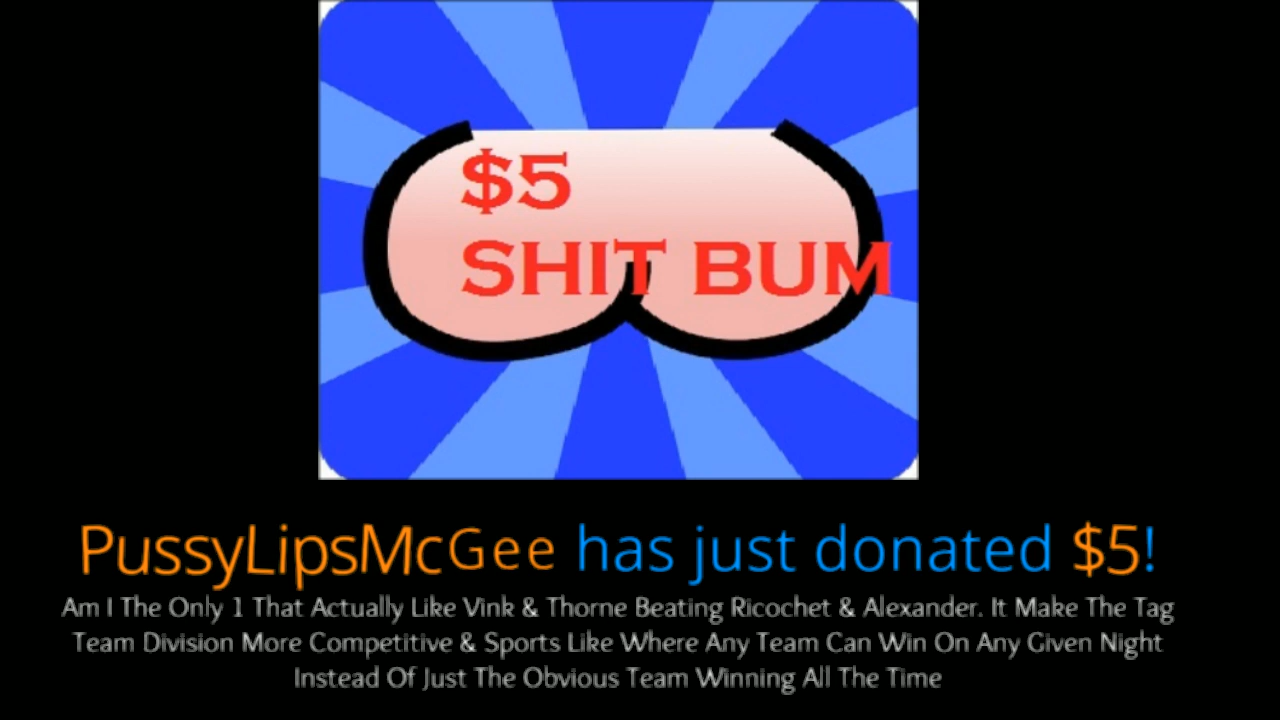 $5
SHIT BUM
PussyLipsMcGee has just donated $5!
Am I The Only 1 That Actually Like Vink & Thorne Beating Ricochet & Alexander. It Make The Tag
Team Division More Competitive & Sports Like Where Any Team Can Win On Any Given Night
Instead Of Just The Obvious Team Winning All The Time